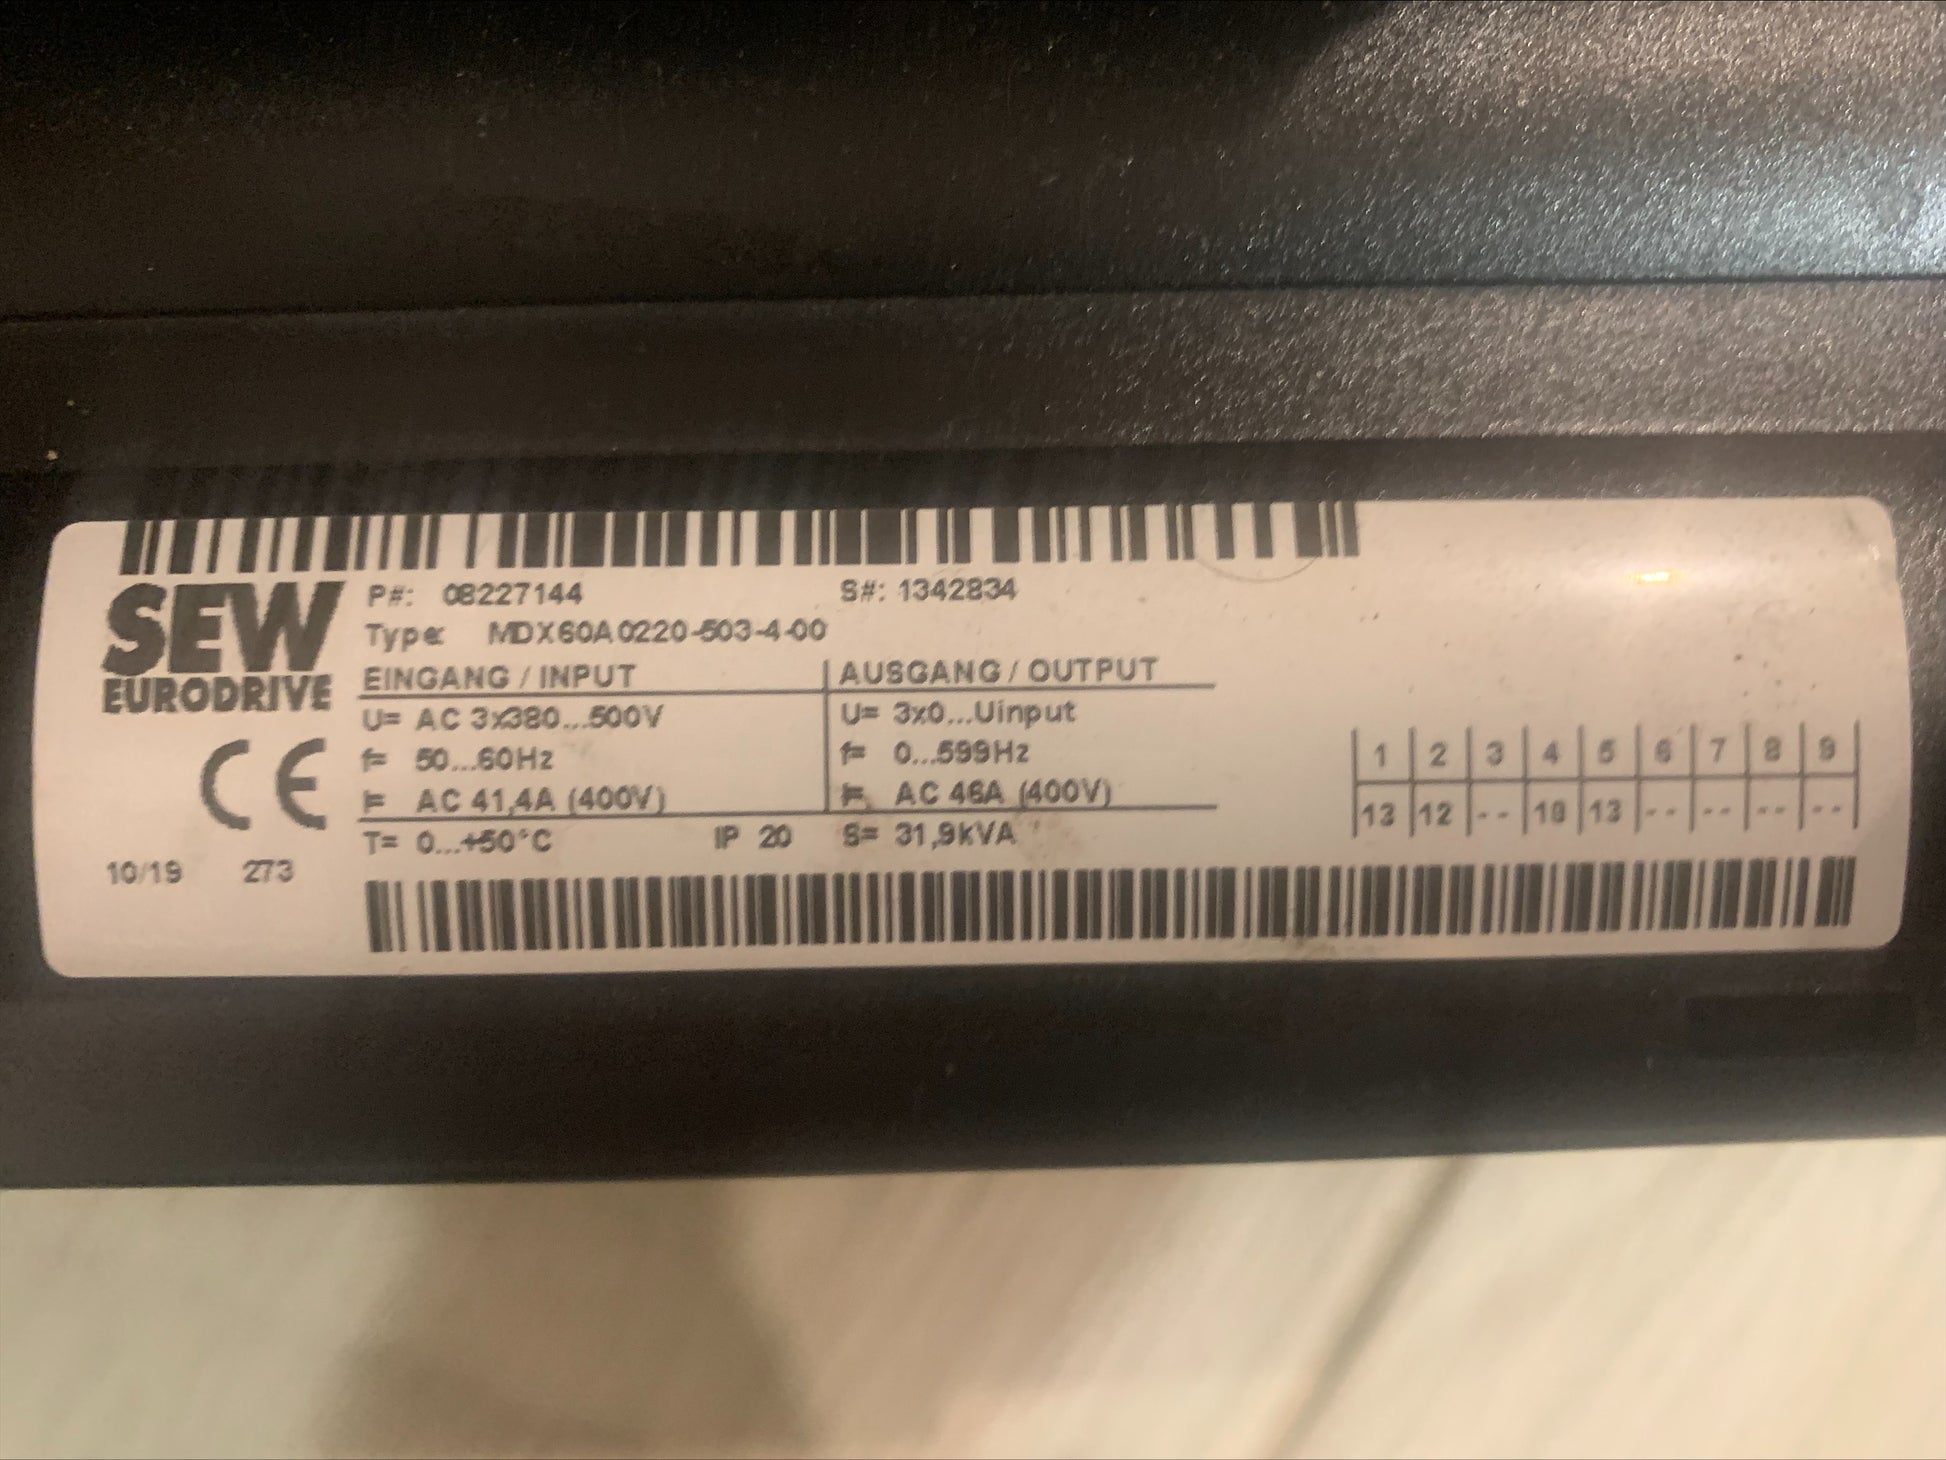 SEW
EURODRIVE
P#: 08227144 S#: 1342834
Type: MDX60A0220-503-4-00
EINGANG / INPUT AUSGANG / OUTPUT
U= AC 3x380...500V U= 3x0...Uinput
f= 50...60Hz f= 0...599Hz
I= AC 41,4A (400V) I= AC 46A (400V)
T= 0...+50°C IP 20 S= 31,9kVA
CE
10/19 273
1 2 3 4 5 6 7 8 9
13 12 -- 10 13 -- -- -- --